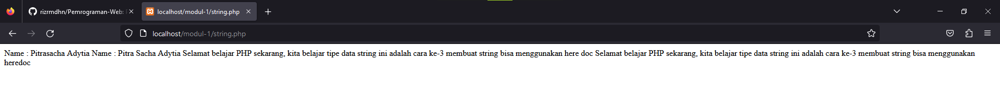 rizrmdhn/Pemrograman-Web:
localhost/modul-1/string.php
localhost/modul-1/string.php
Name : Pitrasacha Adytia Name : Pitra Sacha Adytia Selamat belajar PHP sekarang, kita belajar tipe data string ini adalah cara ke-3 membuat string bisa menggunakan here doc Selamat belajar PHP sekarang, kita belajar tipe data string ini adalah cara ke-3 membuat string bisa menggunakan
heredoc